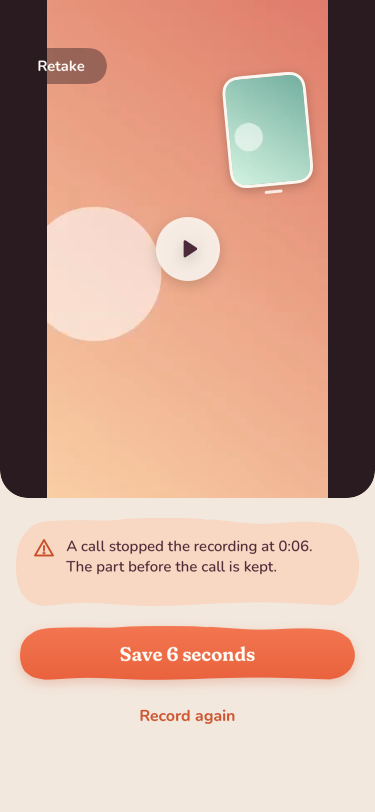 Retake
A call stopped the recording at 0:06.
The part before the call is kept.
Save 6 seconds
Record again